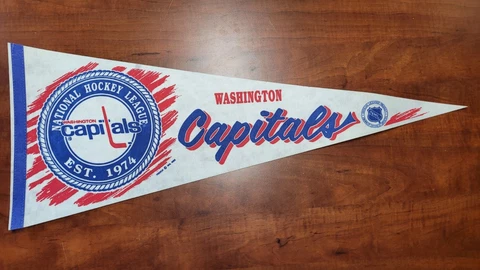 NATIONAL HOCKEY LEAGUE
WASHINGTON
capitals
EST. 1974
WASHINGTON
Capitals